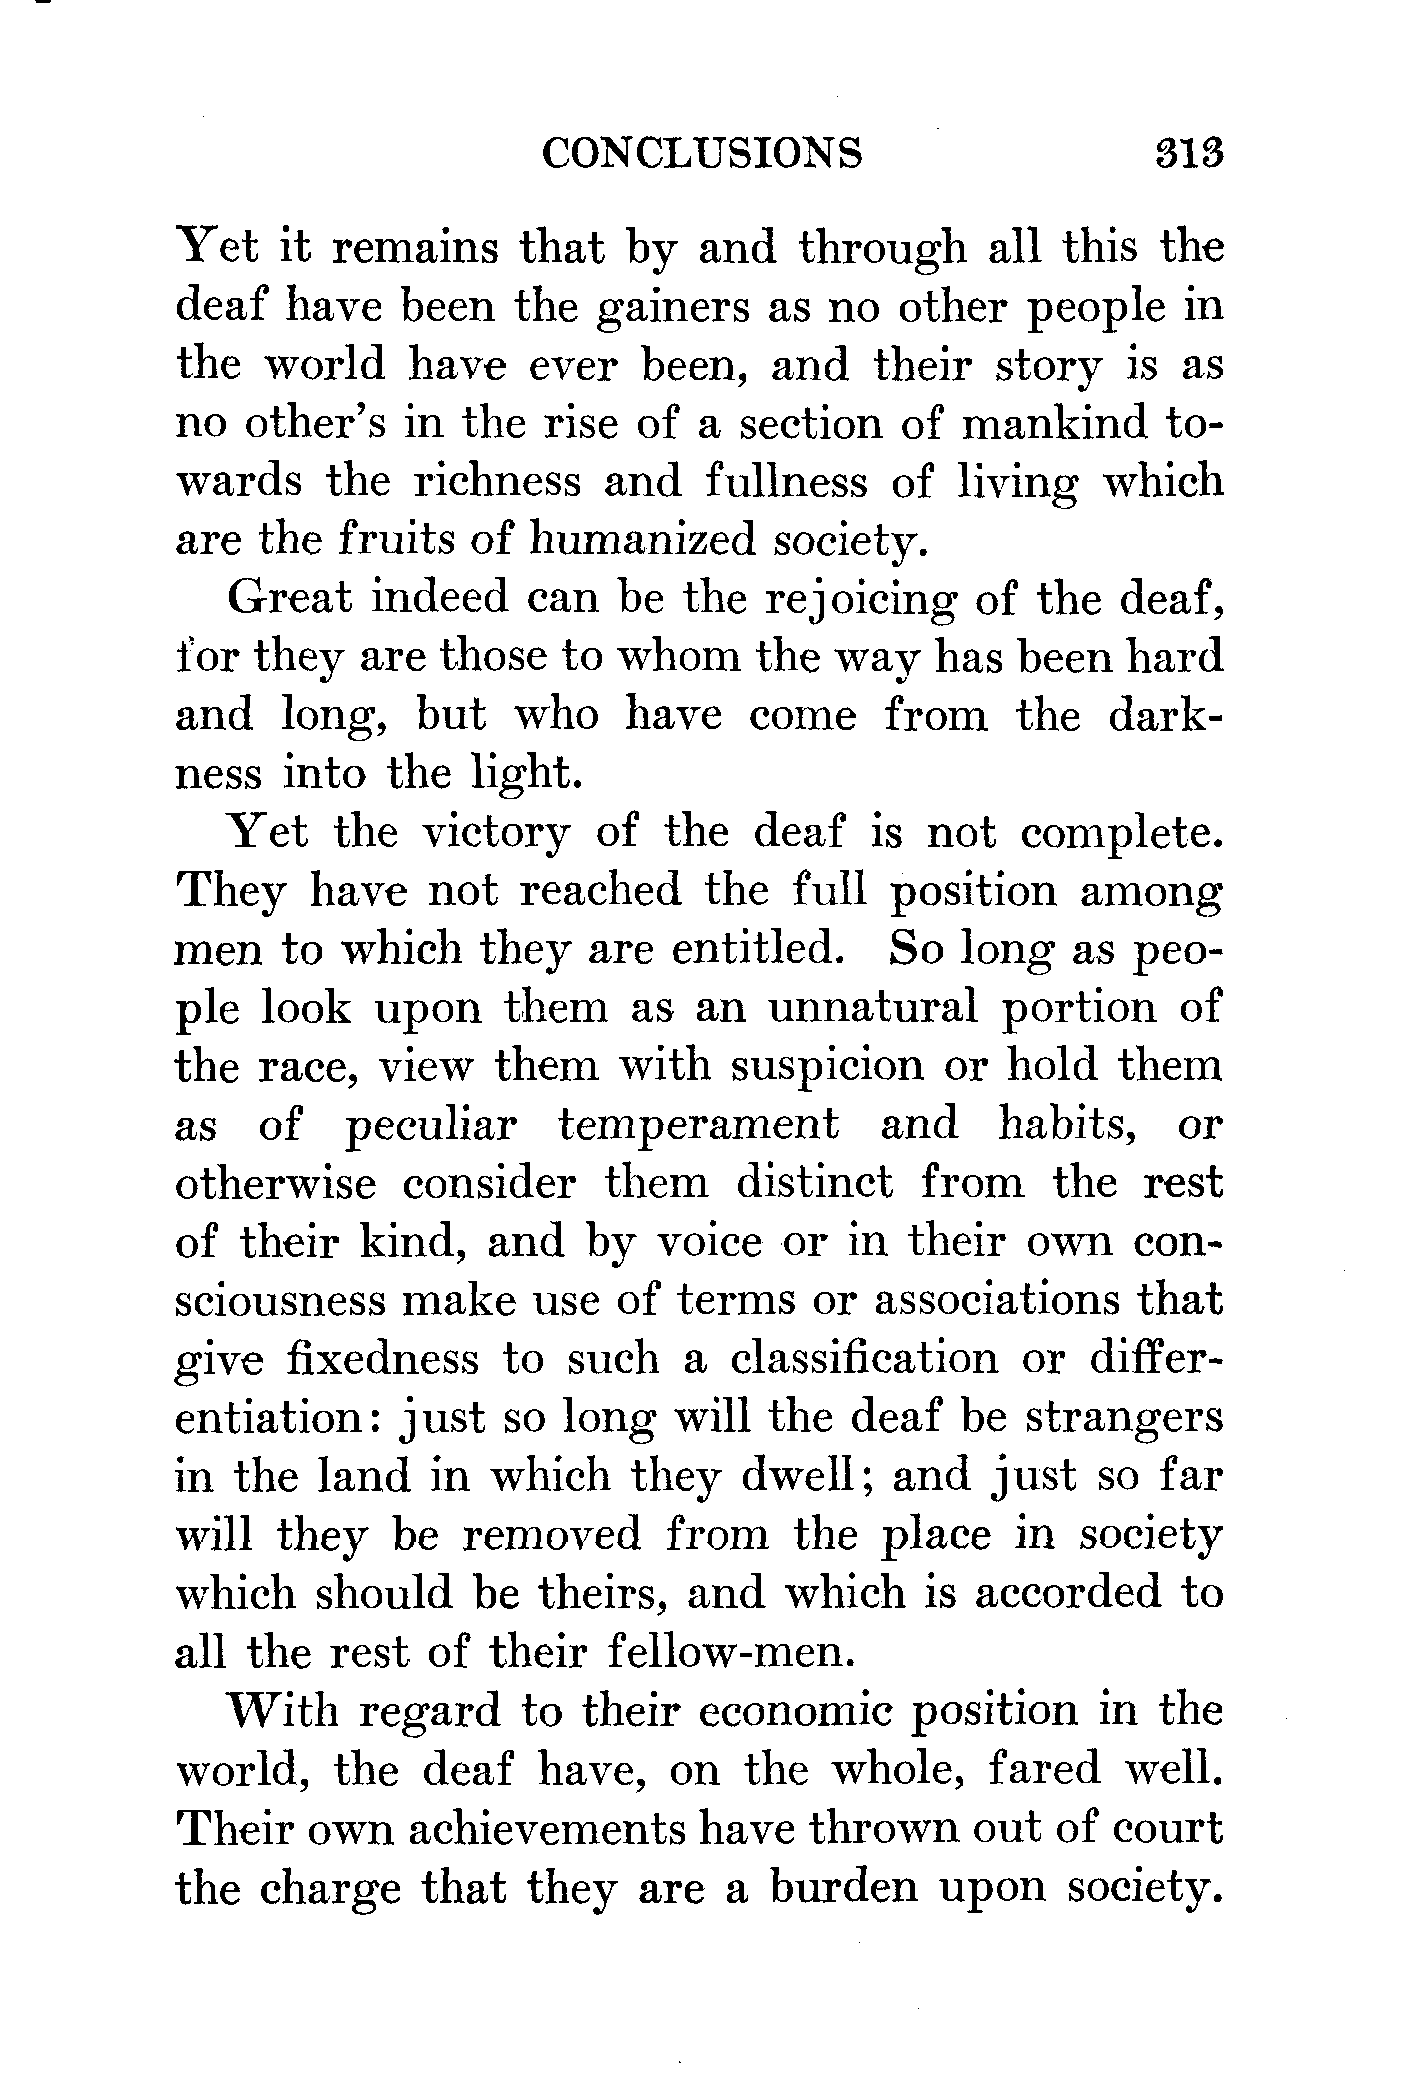 CONCLUSIONS 313
Yet it remains that by and through all this the
deaf have been the gainers as no other people in
the world have ever been, and their story is as
no other's in the rise of a section of mankind to-
wards the richness and fullness of living which
are the fruits of humanized society.
Great indeed can be the rejoicing of the deaf,
for they are those to whom the way has been hard
and long, but who have come from the dark-
ness into the light.
Yet the victory of the deaf is not complete.
They have not reached the full position among
men to which they are entitled. So long as peo-
ple look upon them as an unnatural portion of
the race, view them with suspicion or hold them
as of peculiar temperament and habits, or
otherwise consider them distinct from the rest
of their kind, and by voice or in their own con-
sciousness make use of terms or associations that
give fixedness to such a classification or differ-
entiation: just so long will the deaf be strangers
in the land in which they dwell; and just so far
will they be removed from the place in society
which should be theirs, and which is accorded to
all the rest of their fellow-men.
With regard to their economic position in the
world, the deaf have, on the whole, fared well.
Their own achievements have thrown out of court
the charge that they are a burden upon society.